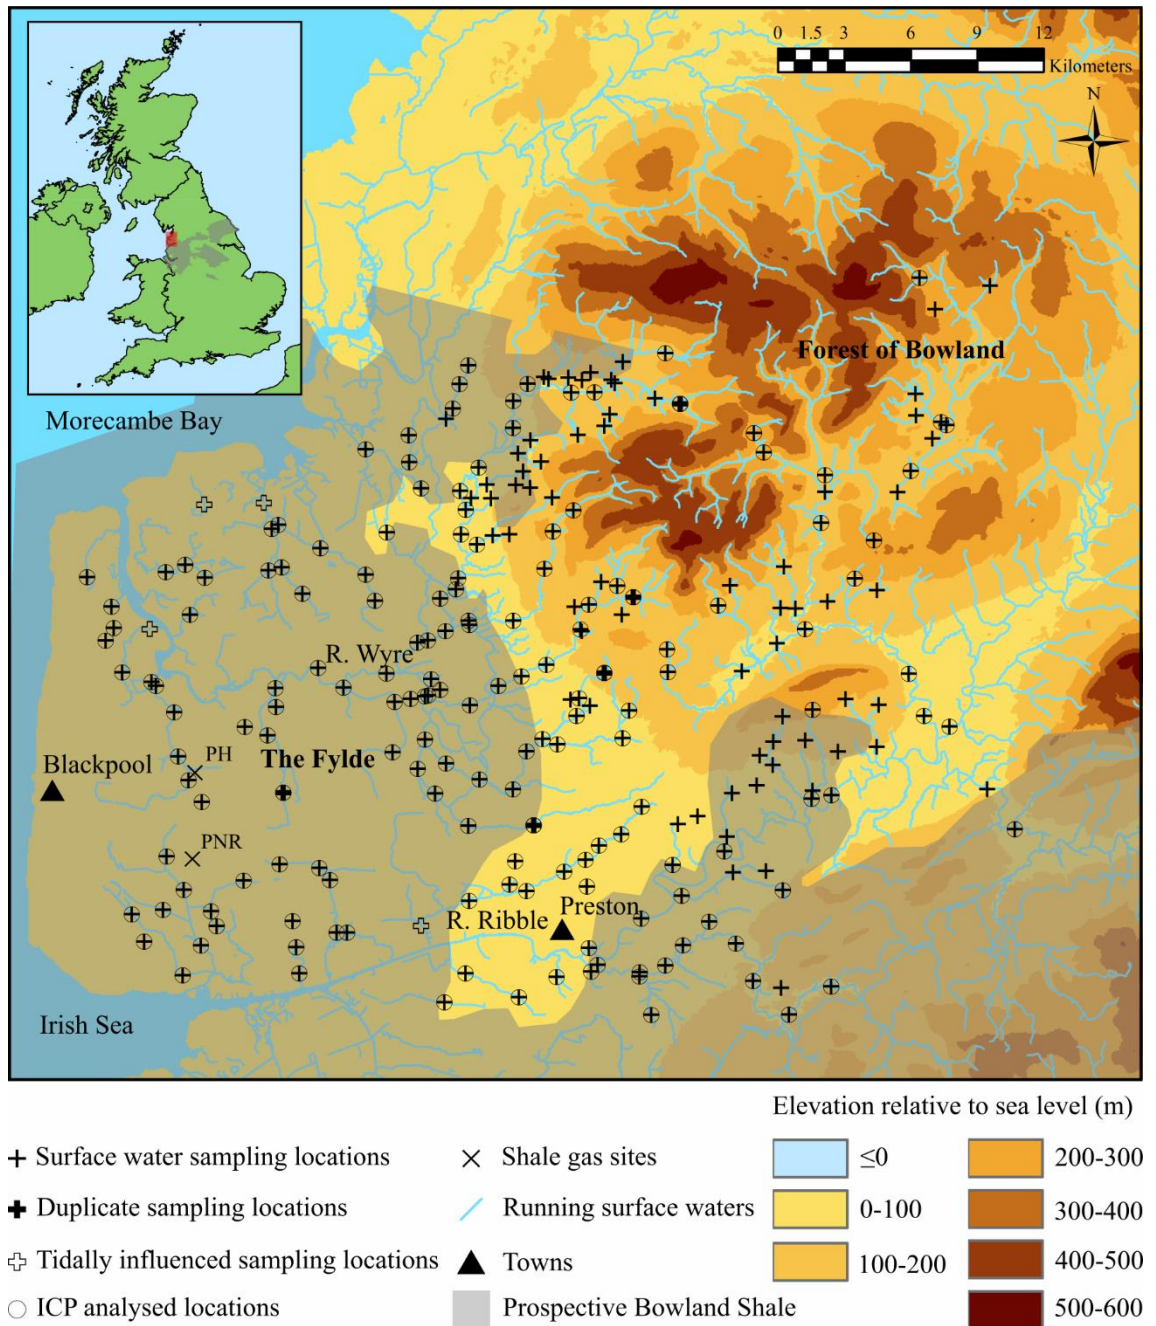 0 1.5 3 6 9 12
Kilometers
N
Forest of Bowland
Morecambe Bay
R. Wyre
PH
The Fylde
Blackpool
PNR
R. Ribble
Preston
Irish Sea
Elevation relative to sea level (m)
Surface water sampling locations
Shale gas sites
≤0
200-300
Duplicate sampling locations
Running surface waters
0-100
300-400
Tidally influenced sampling locations
Towns
100-200
400-500
ICP analysed locations
Prospective Bowland Shale
500-600